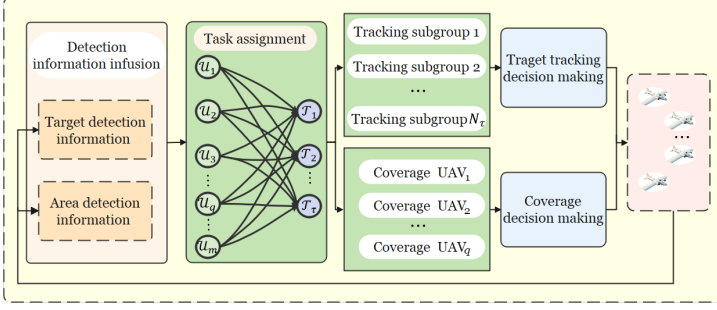 Detection
information infusion
Target detection
information
Area detection
information
Task assignment
𝒰1
𝒰2
𝒰3
⋮
𝒰q
⋮
𝒰m
𝒯1
𝒯2
⋮
𝒯τ
Tracking subgroup 1
Tracking subgroup 2
...
Tracking subgroup Nτ
Coverage UAV1
Coverage UAV2
...
Coverage UAVq
Traget tracking
decision making
Coverage
decision making
...